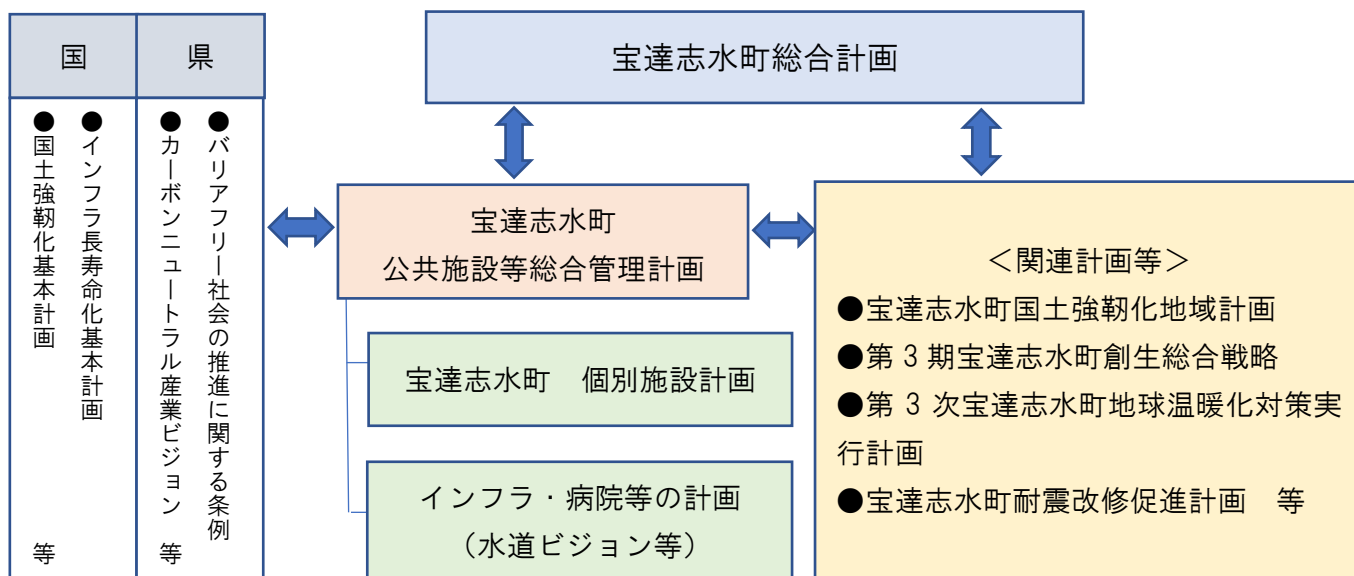 国
県
●バリアフリー社会の推進に関する条例
●カーボンニュートラル産業ビジョン　等
●インフラ長寿命化基本計画
●国土強靭化基本計画　等
宝達志水町総合計画
宝達志水町
公共施設等総合管理計画
宝達志水町　個別施設計画
インフラ・病院等の計画
（水道ビジョン等）
＜関連計画等＞
●宝達志水町国土強靭化地域計画
●第 3 期宝達志水町創生総合戦略
●第 3 次宝達志水町地球温暖化対策実
行計画
●宝達志水町耐震改修促進計画　等